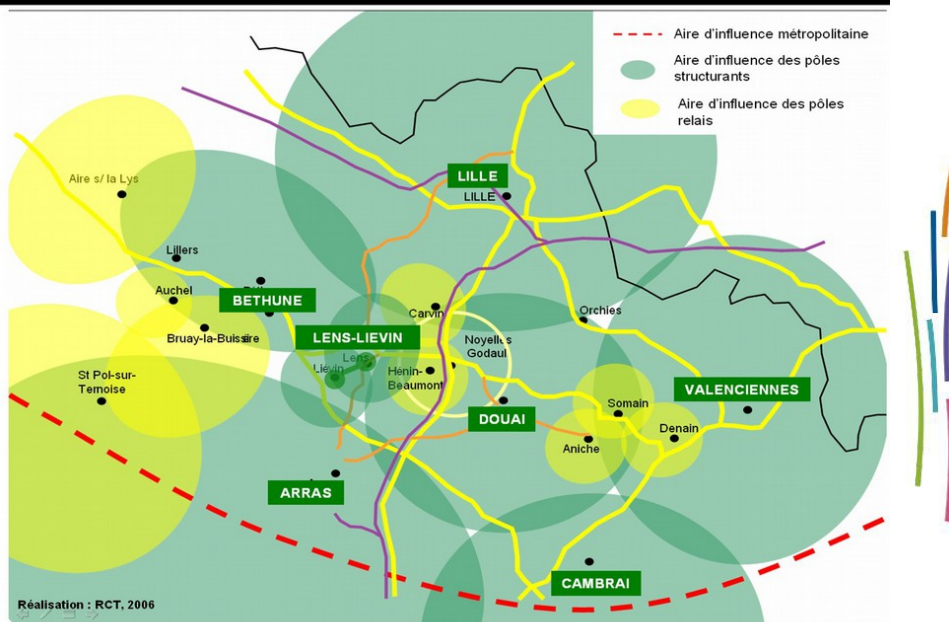 Aire d'influence métropolitaine
Aire d'influence des pôles
structurants
Aire d'influence des pôles
relais
Aire s/ la Lys
LILLE
LILLE
Lillers
Auchel
BETHUNE
Bruay-la-Buissière
Carvin
Orchies
LENS-LIEVIN
Lens
Liévin
Noyelles
Godaul
Hénin-
Beaumont
St Pol-sur-
Ternoise
VALENCIENNES
Somain
DOUAI
Denain
Aniche
ARRAS
CAMBRAI
Réalisation : RCT, 2006